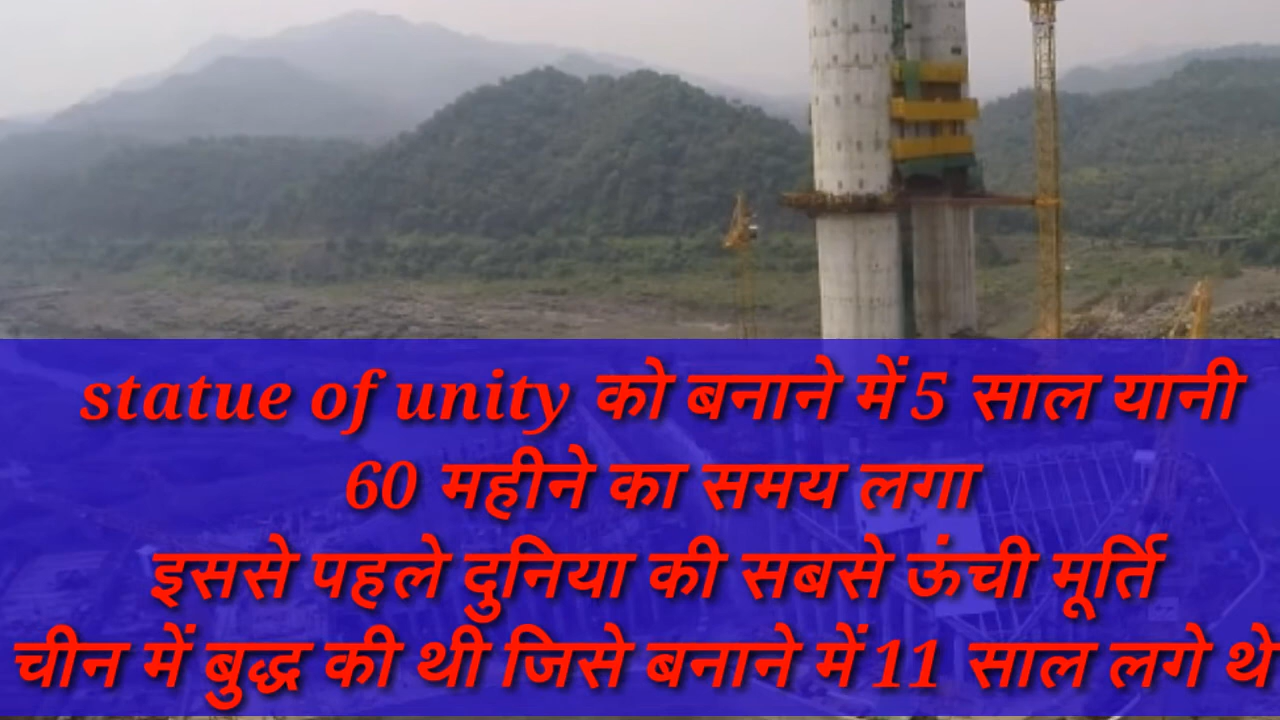 statue of unity को बनाने में 5 साल यानी
60 महीने का समय लगा
इससे पहले दुनिया की सबसे ऊंची मूर्ति
चीन में बुद्ध की थी जिसे बनाने में 11 साल लगे थे